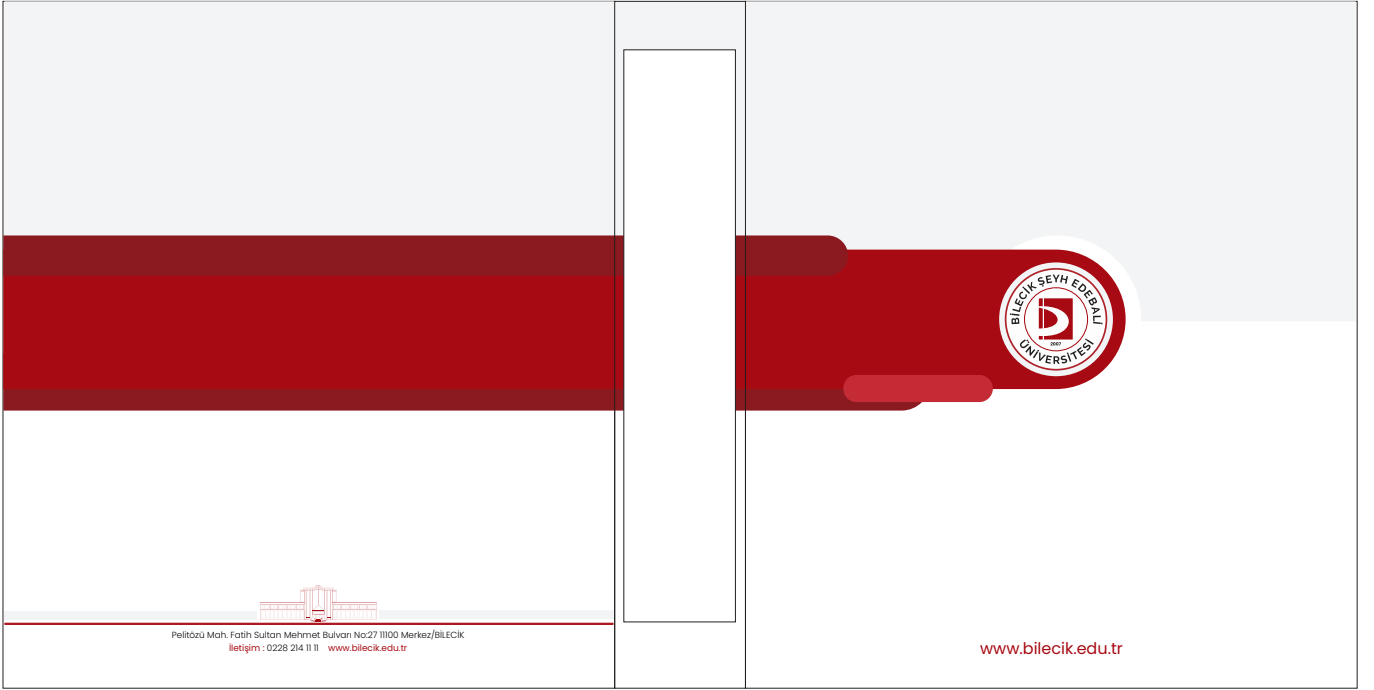 BİLECİK ŞEYH EDEBALİ
2007
ÜNİVERSİTESİ
Pelitözü Mah. Fatih Sultan Mehmet Bulvarı No:27 11100 Merkez/BİLECİK
İletişim : 0228 214 11 11 www.bilecik.edu.tr
www.bilecik.edu.tr